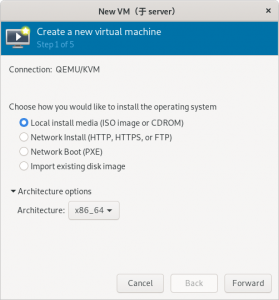 New VM（于 server）
Create a new virtual machine
Step 1 of 5
Connection: QEMU/KVM
Choose how you would like to install the operating system
Local install media (ISO image or CDROM)
Network Install (HTTP, HTTPS, or FTP)
Network Boot (PXE)
Import existing disk image
Architecture options
Architecture: x86_64
Cancel Back Forward